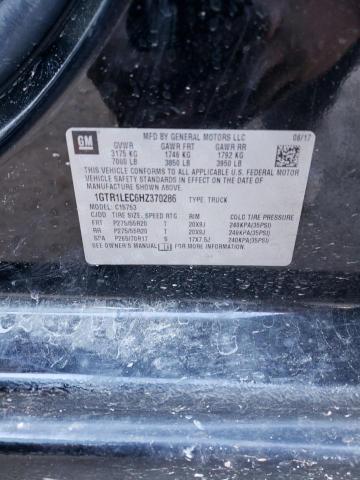 GM
MFD BY GENERAL MOTORS LLC 06/17
GVWR GAWR FRT GAWR RR
3175 KG 1746 KG 1792 KG
7000 LB 3850 LB 3950 LB
THIS VEHICLE CONFORMS TO ALL APPLICABLE U.S. FEDERAL MOTOR
VEHICLE SAFETY AND THEFT PREVENTION STANDARDS IN EFFECT ON
THE DATE OF MANUFACTURE SHOWN ABOVE.
1GTR1LEC6HZ370286 TYPE: TRUCK
MODEL: C15753
CJDD TIRE SIZE SPEED RTG RIM COLD TIRE PRESSURE
FRT P275/55R20 T 20X9J 240KPA(35PSI)
RR P275/55R20 T 20X9J 240KPA(35PSI)
SPA P265/70R17 S 17X7.5J 240KPA(35PSI)
SEE OWNER'S MANUAL FOR MORE INFORMATION.